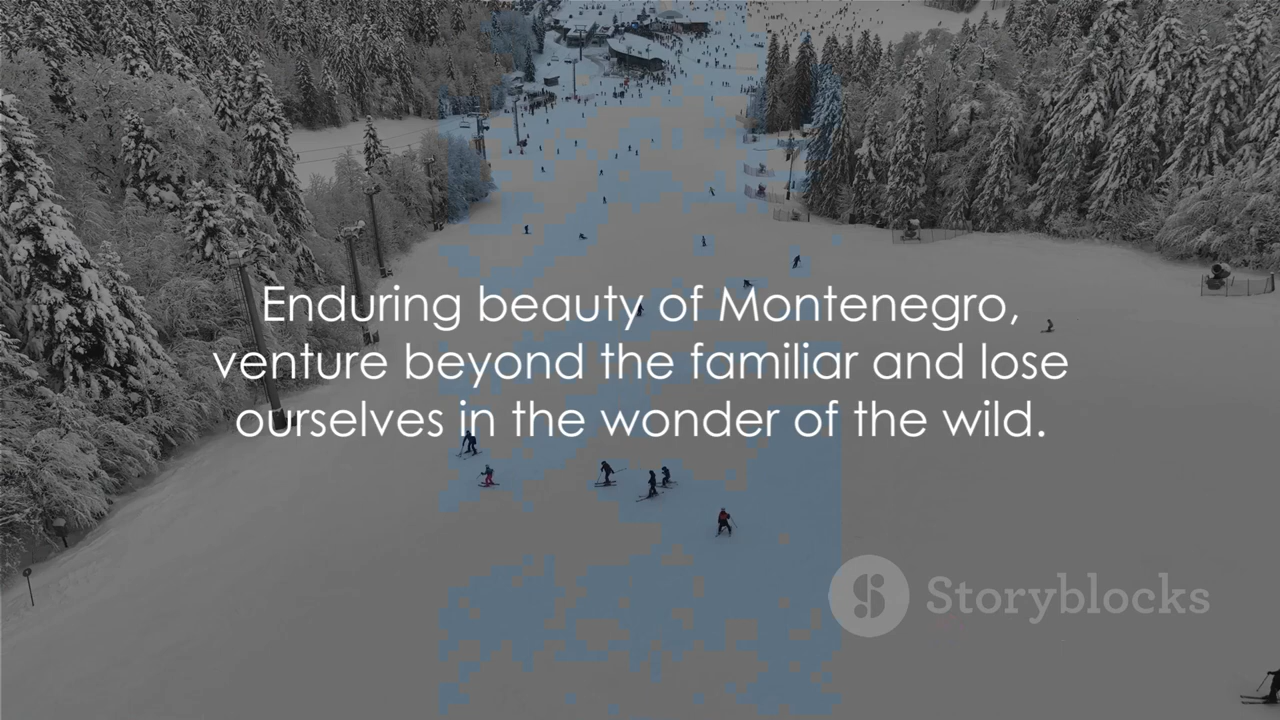 Enduring beauty of Montenegro,
venture beyond the familiar and lose
ourselves in the wonder of the wild.
Storyblocks